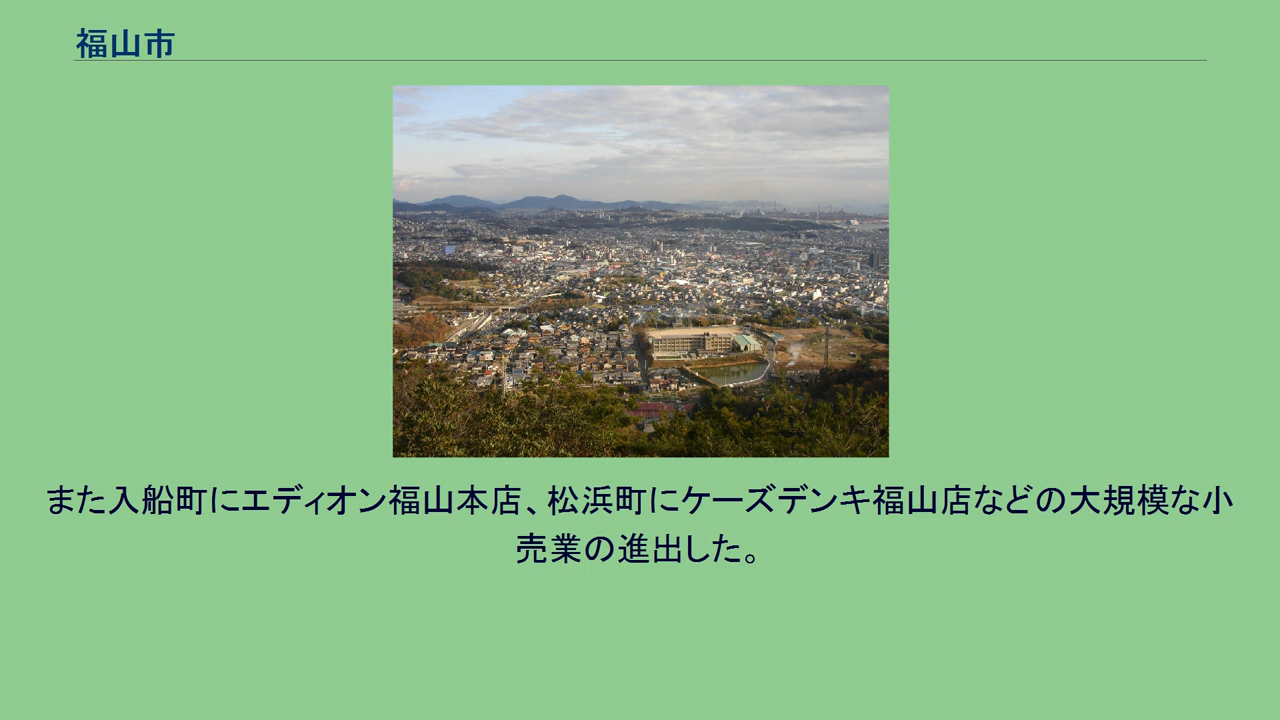 福山市
また入船町にエディオン福山本店、松浜町にケーズデンキ福山店などの大規模な小
売業の進出した。